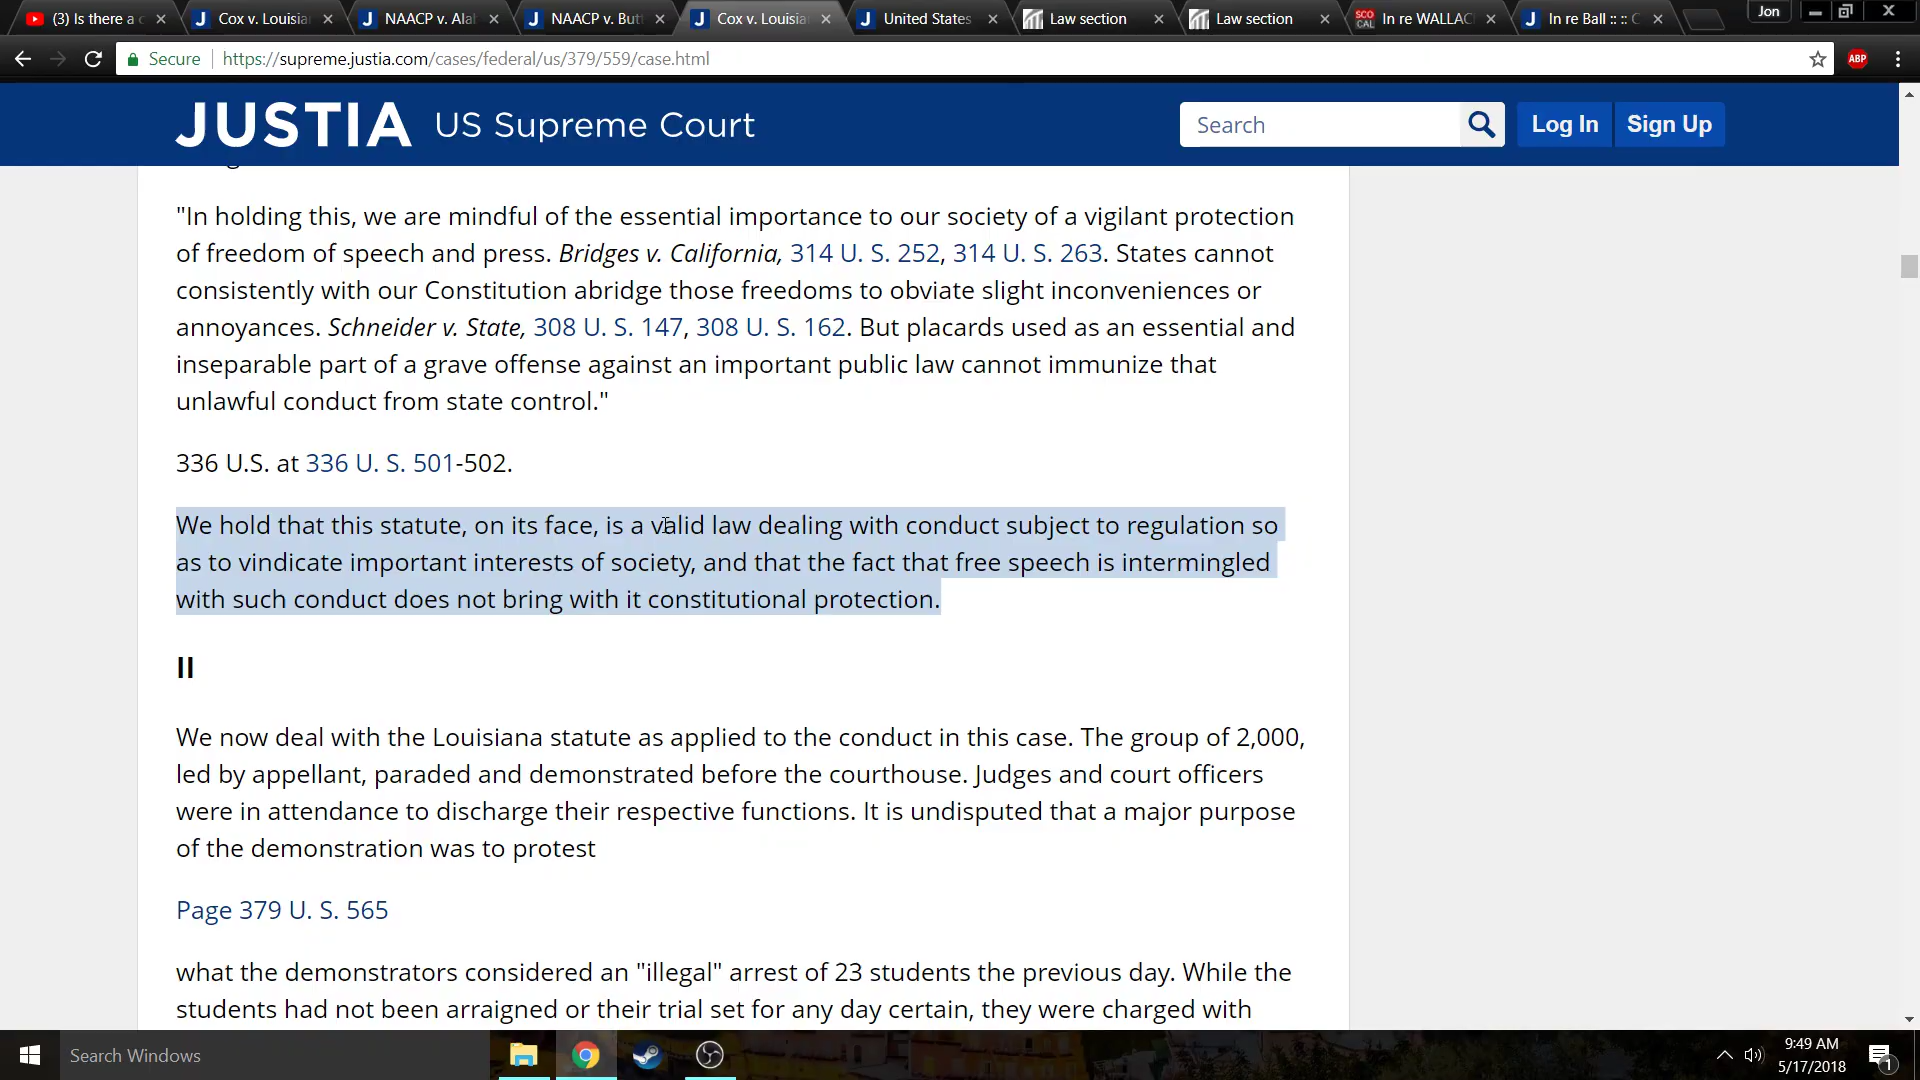 (3) Is there a c
Cox v. Louisia
NAACP v. Ala
NAACP v. Butt
Cox v. Louisia
United States
Law section
Law section
In re WALLAC
In re Ball :: :: C
Jon
Secure
https://supreme.justia.com/cases/federal/us/379/559/case.html
ABP
JUSTIA US Supreme Court
Search
Log In
Sign Up
"In holding this, we are mindful of the essential importance to our society of a vigilant protection
of freedom of speech and press. Bridges v. California, 314 U. S. 252, 314 U. S. 263. States cannot
consistently with our Constitution abridge those freedoms to obviate slight inconveniences or
annoyances. Schneider v. State, 308 U. S. 147, 308 U. S. 162. But placards used as an essential and
inseparable part of a grave offense against an important public law cannot immunize that
unlawful conduct from state control."
336 U.S. at 336 U. S. 501-502.
We hold that this statute, on its face, is a valid law dealing with conduct subject to regulation so
as to vindicate important interests of society, and that the fact that free speech is intermingled
with such conduct does not bring with it constitutional protection.
II
We now deal with the Louisiana statute as applied to the conduct in this case. The group of 2,000,
led by appellant, paraded and demonstrated before the courthouse. Judges and court officers
were in attendance to discharge their respective functions. It is undisputed that a major purpose
of the demonstration was to protest
Page 379 U. S. 565
what the demonstrators considered an "illegal" arrest of 23 students the previous day. While the
students had not been arraigned or their trial set for any day certain, they were charged with
Search Windows
9:49 AM
5/17/2018
1